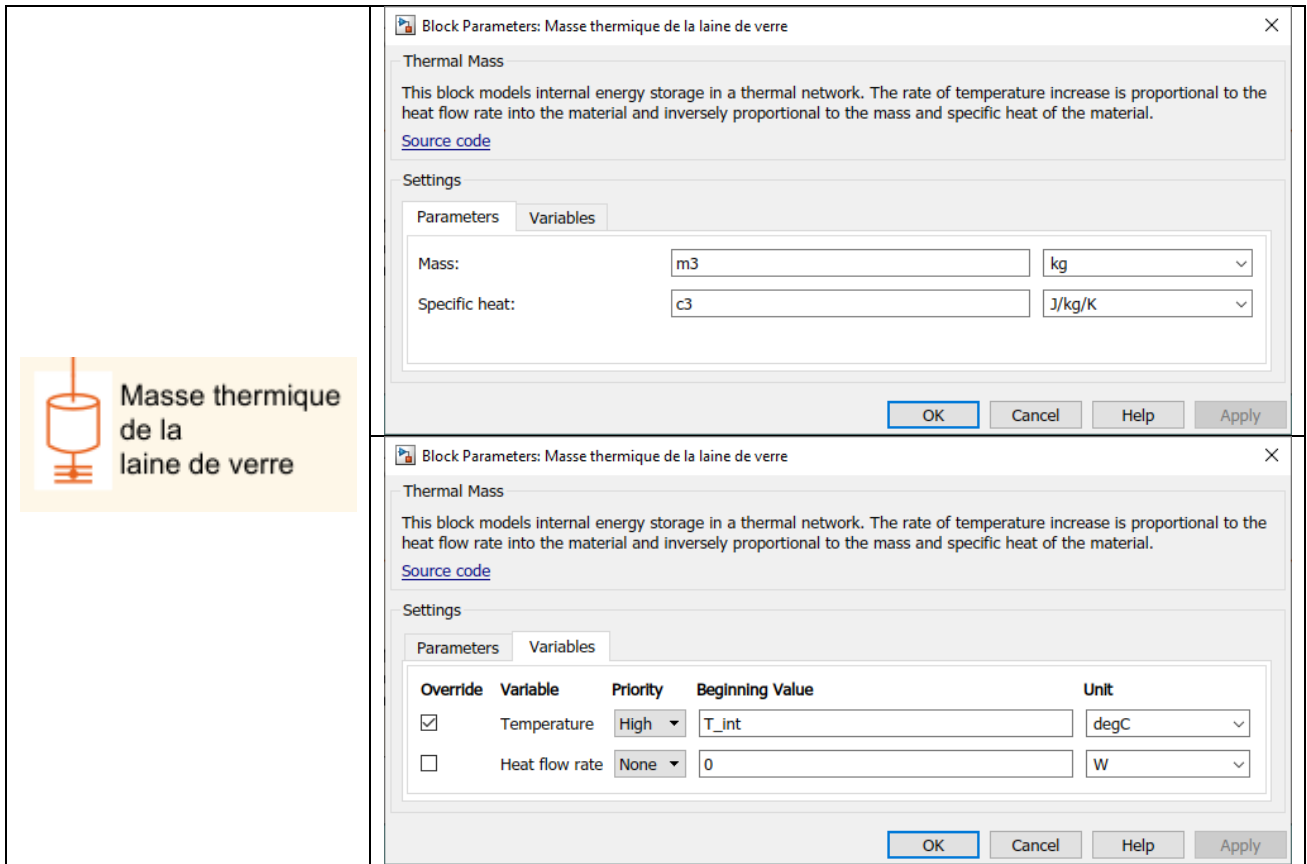 Masse thermique
de la
laine de verre
Block Parameters: Masse thermique de la laine de verre
Thermal Mass
This block models internal energy storage in a thermal network. The rate of temperature increase is proportional to the
heat flow rate into the material and inversely proportional to the mass and specific heat of the material.
Source code
Settings
Parameters Variables
Mass: m3 kg
Specific heat: c3 J/kg/K
OK Cancel Help Apply
Block Parameters: Masse thermique de la laine de verre
Thermal Mass
This block models internal energy storage in a thermal network. The rate of temperature increase is proportional to the
heat flow rate into the material and inversely proportional to the mass and specific heat of the material.
Source code
Settings
Parameters Variables
Override Variable Priority Beginning Value Unit
Temperature High T_int degC
Heat flow rate None 0 W
OK Cancel Help Apply